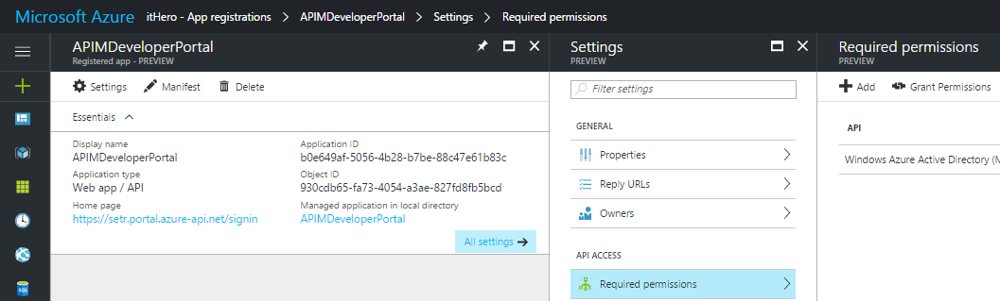 Microsoft Azure itHero - App registrations > APIMDeveloperPortal > Settings > Required permissions
APIMDeveloperPortal
Registered app - PREVIEW
Settings Manifest Delete
Essentials
Display name
APIMDeveloperPortal
Application type
Web app / API
Home page
https://setr.portal.azure-api.net/signin
Application ID
b0e649af-5056-4b28-b7be-88c47e61b83c
Object ID
930cdb65-fa73-4054-a3ae-827fd8fb5bcd
Managed application in local directory
APIMDeveloperPortal
All settings
SQL
Settings
PREVIEW
Filter settings
GENERAL
Properties
Reply URLs
Owners
API ACCESS
Required permissions
Required permissions
PREVIEW
Add Grant Permissions
API
Windows Azure Active Directory (M